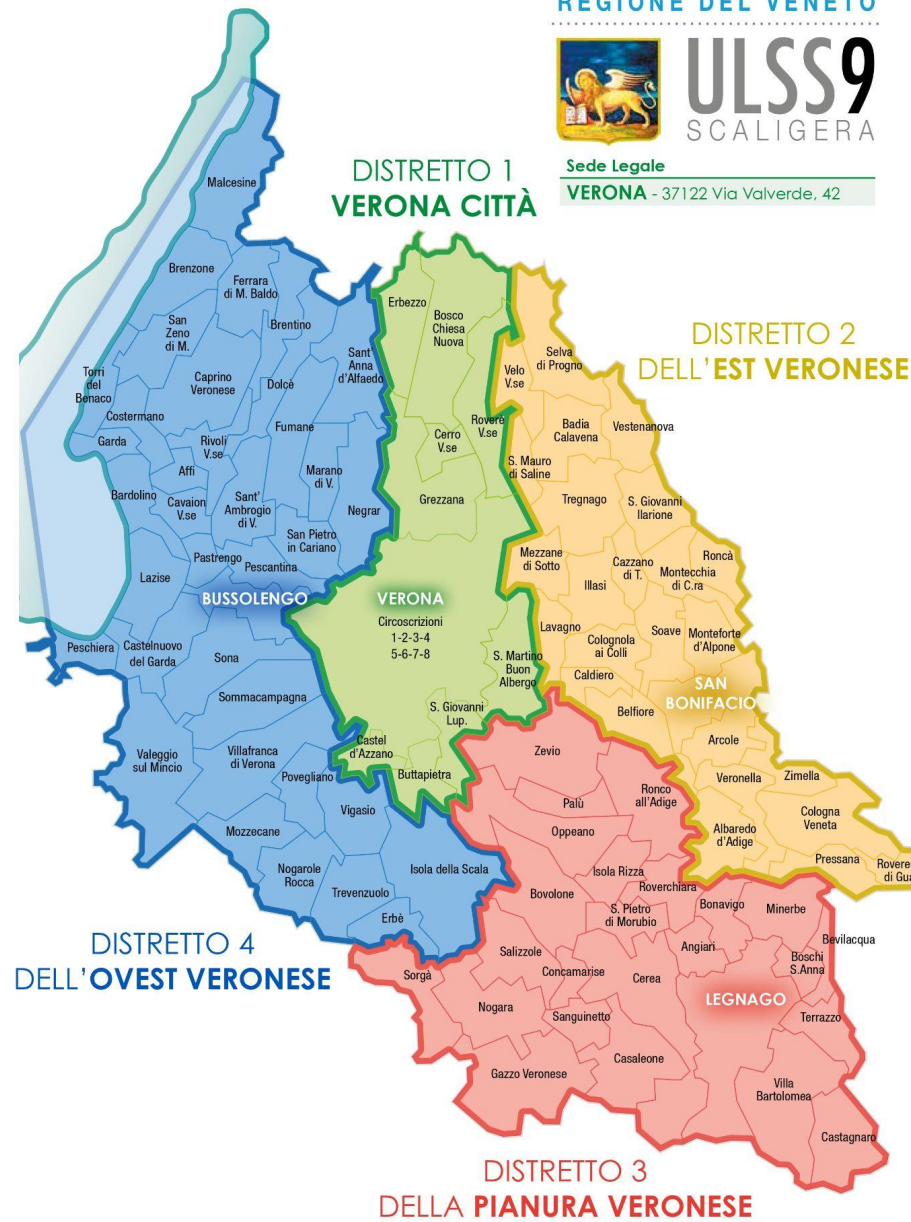 REGIONE DEL VENETO
ULSS9
SCALIGERA
Sede Legale
VERONA - 37122 Via Valverde, 42
DISTRETTO 1
VERONA CITTÀ
DISTRETTO 2
DELL'EST VERONESE
Malcesine
Brenzone
Ferrara
di M. Baldo
San
Zeno
di M.
Brentino
Sant'
Anna
d'Alfaedo
Torri
del
Benaco
Caprino
Veronese
Dolcè
Costermano
Garda
Rivoli
V.se
Fumane
Affi
Marano
di V.
Bardolino
Cavaion
V.se
Sant'
Ambrogio
di V.
Negrar
San Pietro
in Cariano
Pastrengo
Pescantina
Lazise
BUSSOLENGO
Peschiera
Castelnuovo
del Garda
Sona
Sommacampagna
Valeggio
sul Mincio
Villafranca
di Verona
Povegliano
Vigasio
Mozzecane
Nogarole
Rocca
Trevenzuolo
Isola della Scala
Erbè
Erbezzo
Bosco
Chiesa
Nuova
Roverè
V.se
Cerro
V.se
Grezzana
VERONA
Circoscrizioni
1-2-3-4
5-6-7-8
S. Martino
Buon
Albergo
S. Giovanni
Lup.
Castel
d'Azzano
Buttapietra
Selva
di Progno
Velo
V.se
Badia
Calavena
Vestenanova
S. Mauro
di Saline
Tregnago
S. Giovanni
Ilarione
Mezzane
di Sotto
Cazzano
di T.
Roncà
Montecchia
di C.ra
Illasi
Lavagno
Colognola
ai Colli
Soave
Monteforte
d'Alpone
Caldiero
SAN
BONIFACIO
Belfiore
Arcole
Veronella
Zimella
Cologna
Veneta
Albaredo
d'Adige
Pressana
Rovere
di Gua
Zevio
Ronco
all'Adige
Palù
Oppeano
Isola Rizza
Roverchiara
Bovolone
S. Pietro
di Morubio
Bonavigo
Minerbe
Bevilacqua
Angiari
Boschi
S.Anna
Salizzole
Concamarise
Cerea
Sorgà
LEGNAGO
Nogara
Sanguinetto
Terrazzo
Casaleone
Gazzo Veronese
Villa
Bartolomea
Castagnaro
DISTRETTO 4
DELL'OVEST VERONESE
DISTRETTO 3
DELLA PIANURA VERONESE